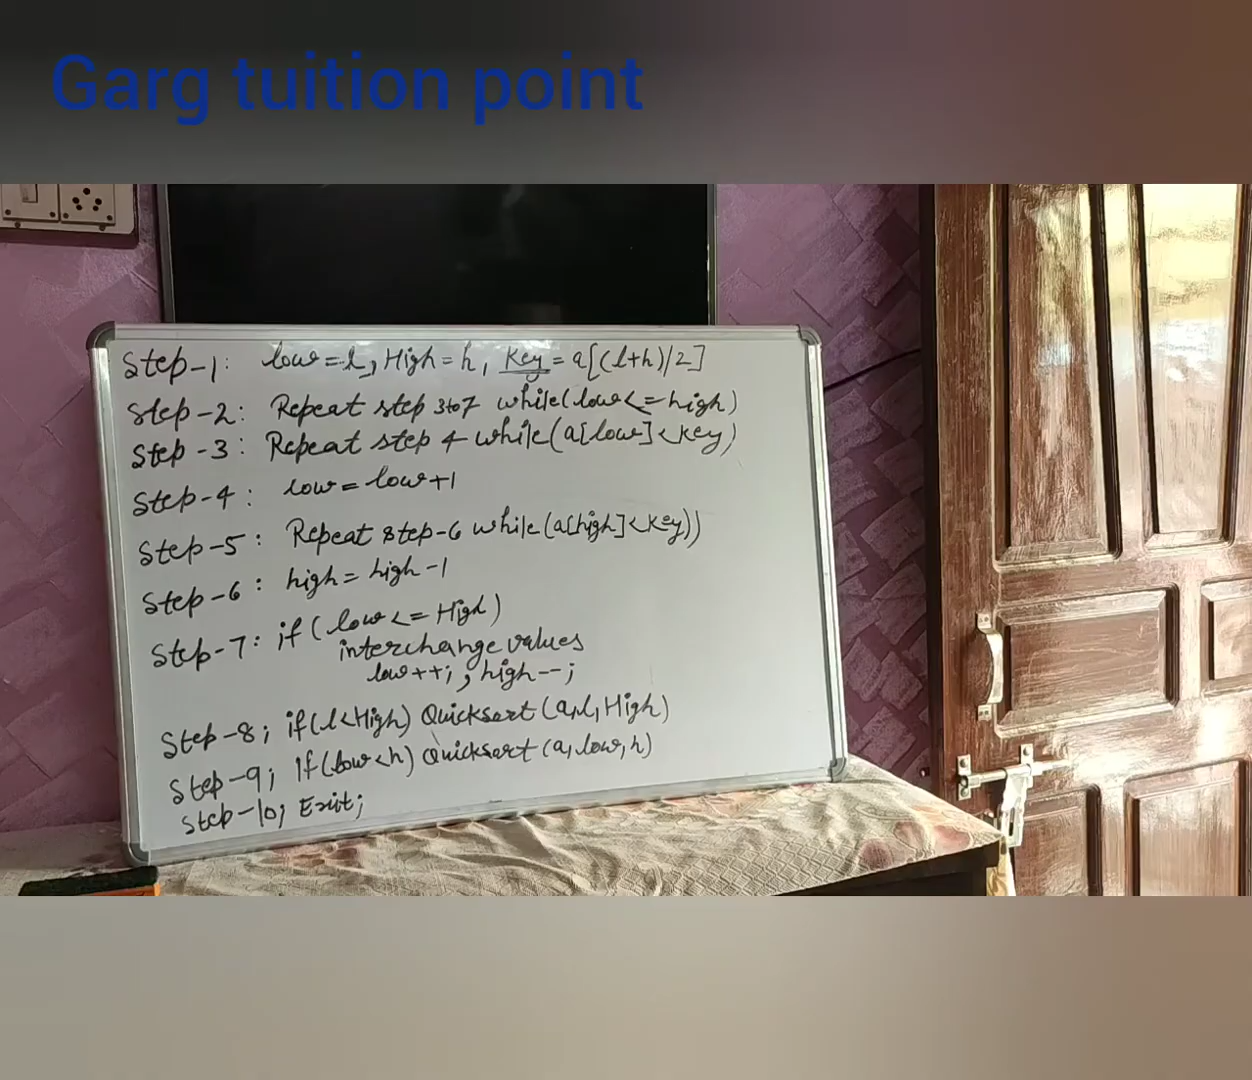 Garg tuition point
Step-1: low = l, High = h, Key = a[(l+h)/2]
Step-2: Repeat step 3to7 while(low<=high)
Step-3: Repeat step 4 while(a[low]<key)
Step-4: low = low+1
Step-5: Repeat step-6 while(a[high]<key))
Step-6: high = high-1
Step-7: if(low<=High)
interchange values
low++;, high--;
Step-8; if(l<High) Quicksort(a,l,High)
Step-9; If(low<h) Quicksort(a,low,h)
Step-10; Exit;